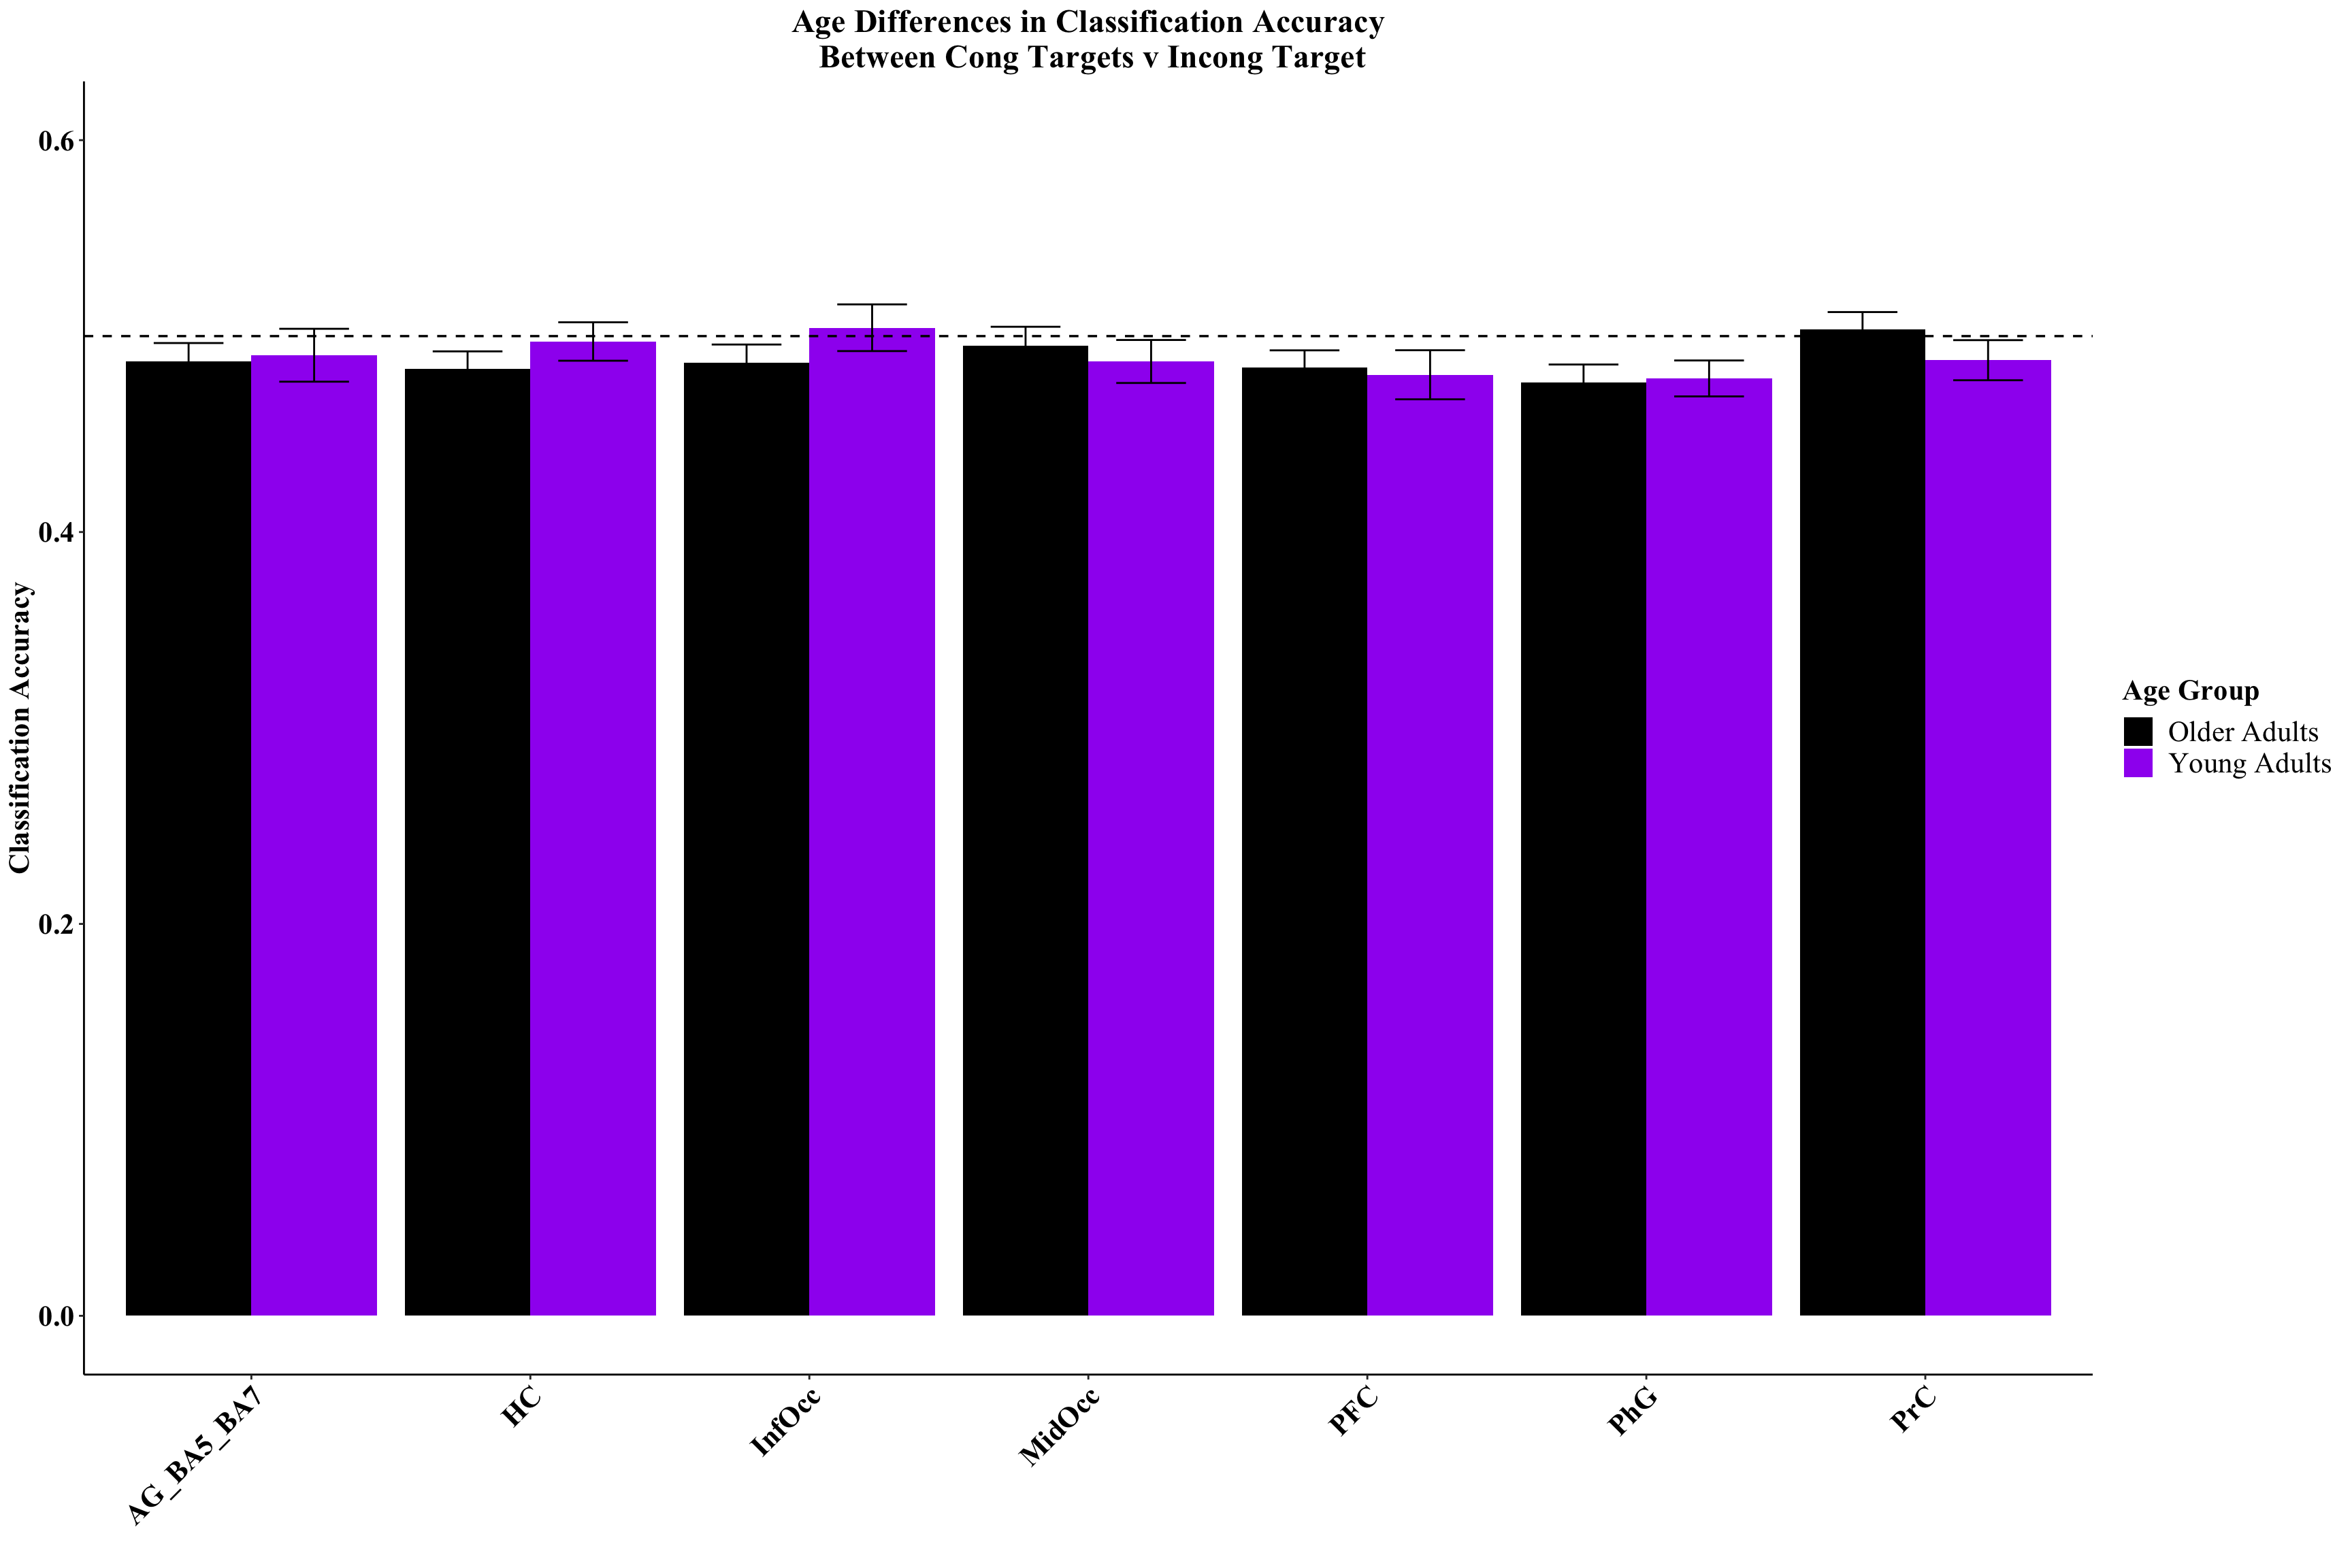 Age Differences in Classification Accuracy
Between Cong Targets v Incong Target
Classification Accuracy
0.6
0.4
0.2
0.0
AG_BA5_BA7
HC
InfOcc
MidOcc
PFC
PhG
PrC
Age Group
Older Adults
Young Adults